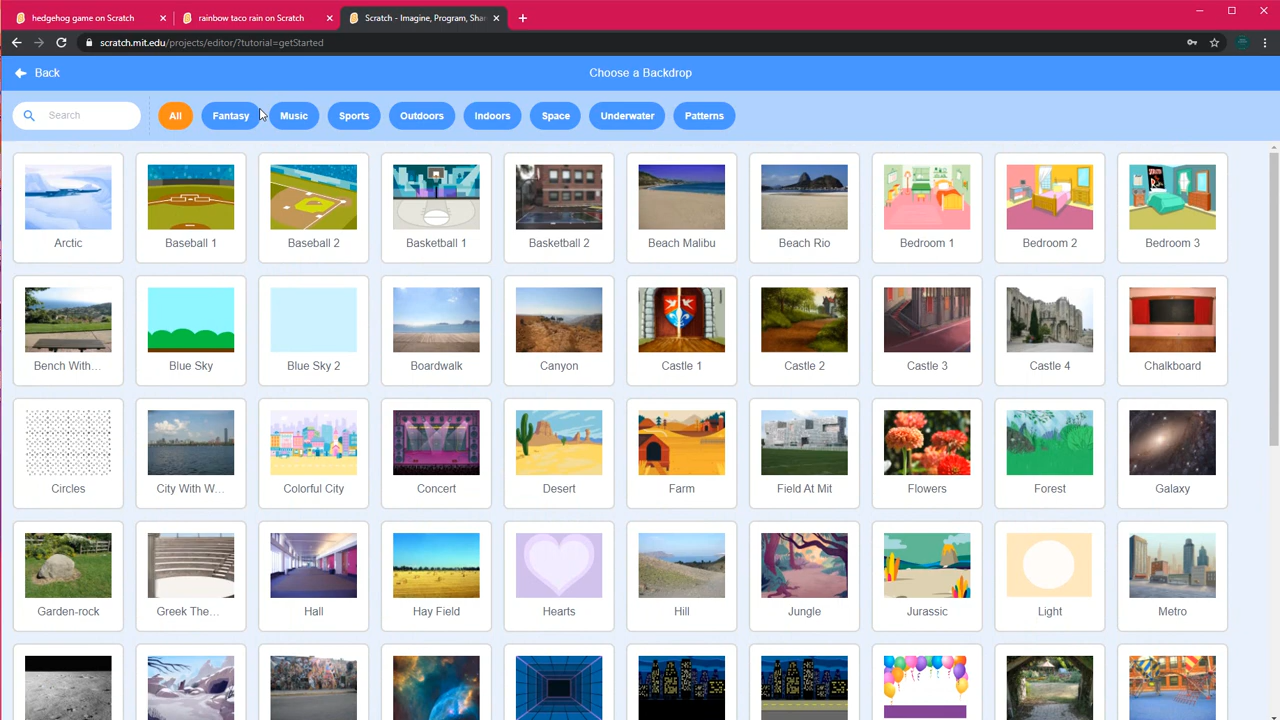 hedgehog game on Scratch
rainbow taco rain on Scratch
Scratch - Imagine, Program, Sha
scratch.mit.edu/projects/editor/?tutorial=getStarted
Back
Choose a Backdrop
Search
All
Fantasy
Music
Sports
Outdoors
Indoors
Space
Underwater
Patterns
Arctic
Baseball 1
Baseball 2
Basketball 1
Basketball 2
Beach Malibu
Beach Rio
Bedroom 1
Bedroom 2
Bedroom 3
Bench With...
Blue Sky
Blue Sky 2
Boardwalk
Canyon
Castle 1
Castle 2
Castle 3
Castle 4
Chalkboard
Circles
City With W...
Colorful City
Concert
Desert
Farm
Field At Mit
Flowers
Forest
Galaxy
Garden-rock
Greek The...
Hall
Hay Field
Hearts
Hill
Jungle
Jurassic
Light
Metro